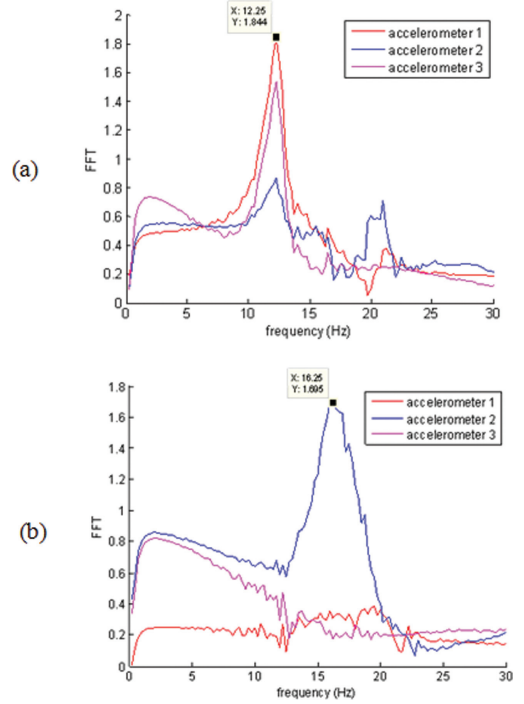 (a)
X: 12.25
Y: 1.844
accelerometer 1
accelerometer 2
accelerometer 3
FFT
2
1.8
1.6
1.4
1.2
1
0.8
0.6
0.4
0.2
0
0 5 10 15 20 25 30
frequency (Hz)
(b)
X: 16.25
Y: 1.695
accelerometer 1
accelerometer 2
accelerometer 3
FFT
1.8
1.6
1.4
1.2
1
0.8
0.6
0.4
0.2
0
0 5 10 15 20 25 30
frequency (Hz)